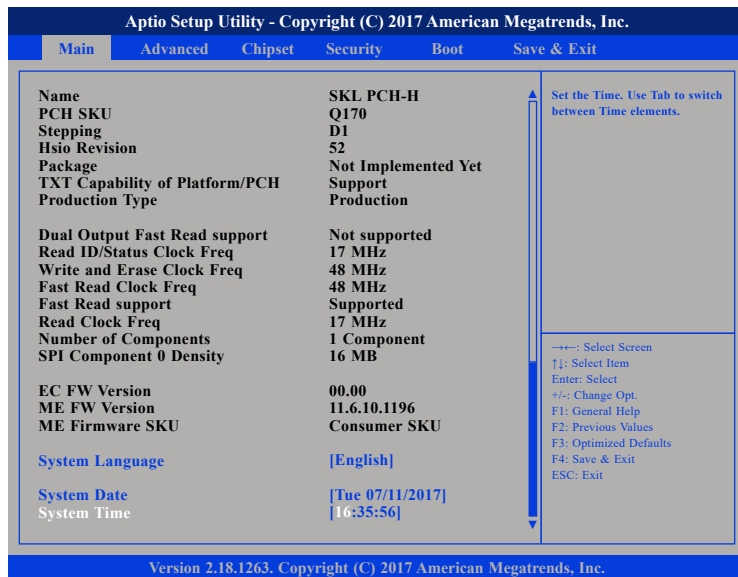 Aptio Setup Utility - Copyright (C) 2017 American Megatrends, Inc.
Main Advanced Chipset Security Boot Save & Exit
Name SKL PCH-H
PCH SKU Q170
Stepping D1
Hsio Revision 52
Package Not Implemented Yet
TXT Capability of Platform/PCH Support
Production Type Production
Dual Output Fast Read support Not supported
Read ID/Status Clock Freq 17 MHz
Write and Erase Clock Freq 48 MHz
Fast Read Clock Freq 48 MHz
Fast Read support Supported
Read Clock Freq 17 MHz
Number of Components 1 Component
SPI Component 0 Density 16 MB
EC FW Version 00.00
ME FW Version 11.6.10.1196
ME Firmware SKU Consumer SKU
System Language [English]
System Date [Tue 07/11/2017]
System Time [16:35:56]
Set the Time. Use Tab to switch
between Time elements.
→←: Select Screen
↑↓: Select Item
Enter: Select
+/-: Change Opt.
F1: General Help
F2: Previous Values
F3: Optimized Defaults
F4: Save & Exit
ESC: Exit
Version 2.18.1263. Copyright (C) 2017 American Megatrends, Inc.